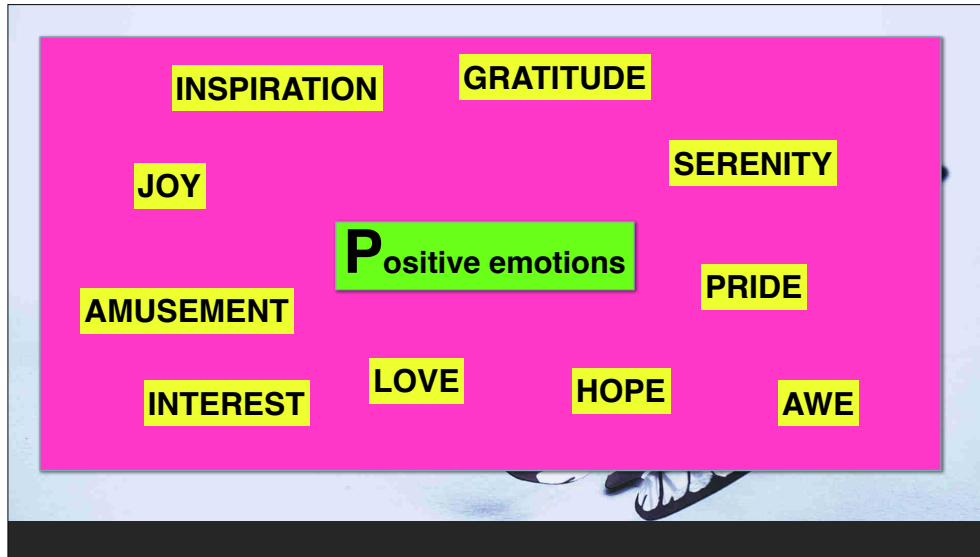 INSPIRATION
GRATITUDE
SERENITY
JOY
Positive emotions
PRIDE
AMUSEMENT
LOVE
HOPE
INTEREST
AWE